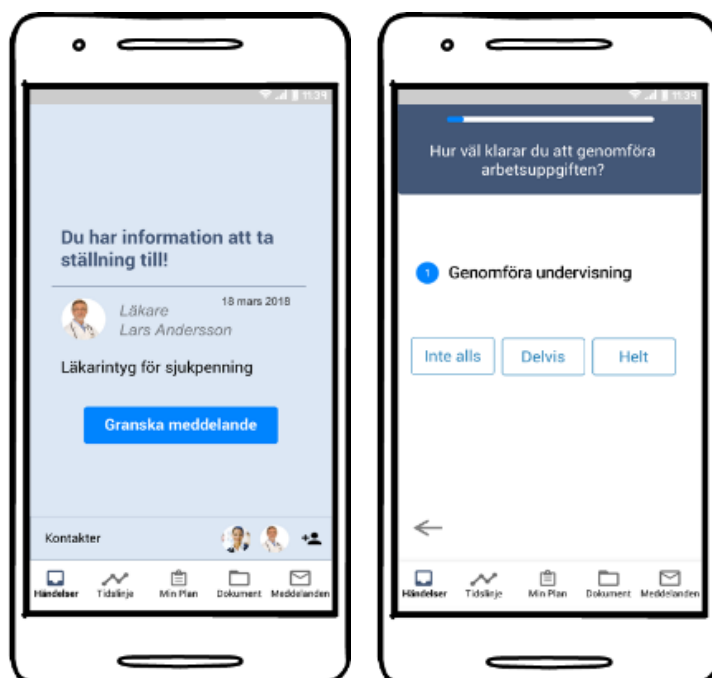 11:39
Du har information att ta
ställning till!
18 mars 2018
Läkare
Lars Andersson
Läkarintyg för sjukpenning
Granska meddelande
Kontakter
Händelser Tidslinje Min Plan Dokument Meddelanden
11:39
Hur väl klarar du att genomföra
arbetsuppgiften?
1 Genomföra undervisning
Inte alls Delvis Helt
Händelser Tidslinje Min Plan Dokument Meddelanden